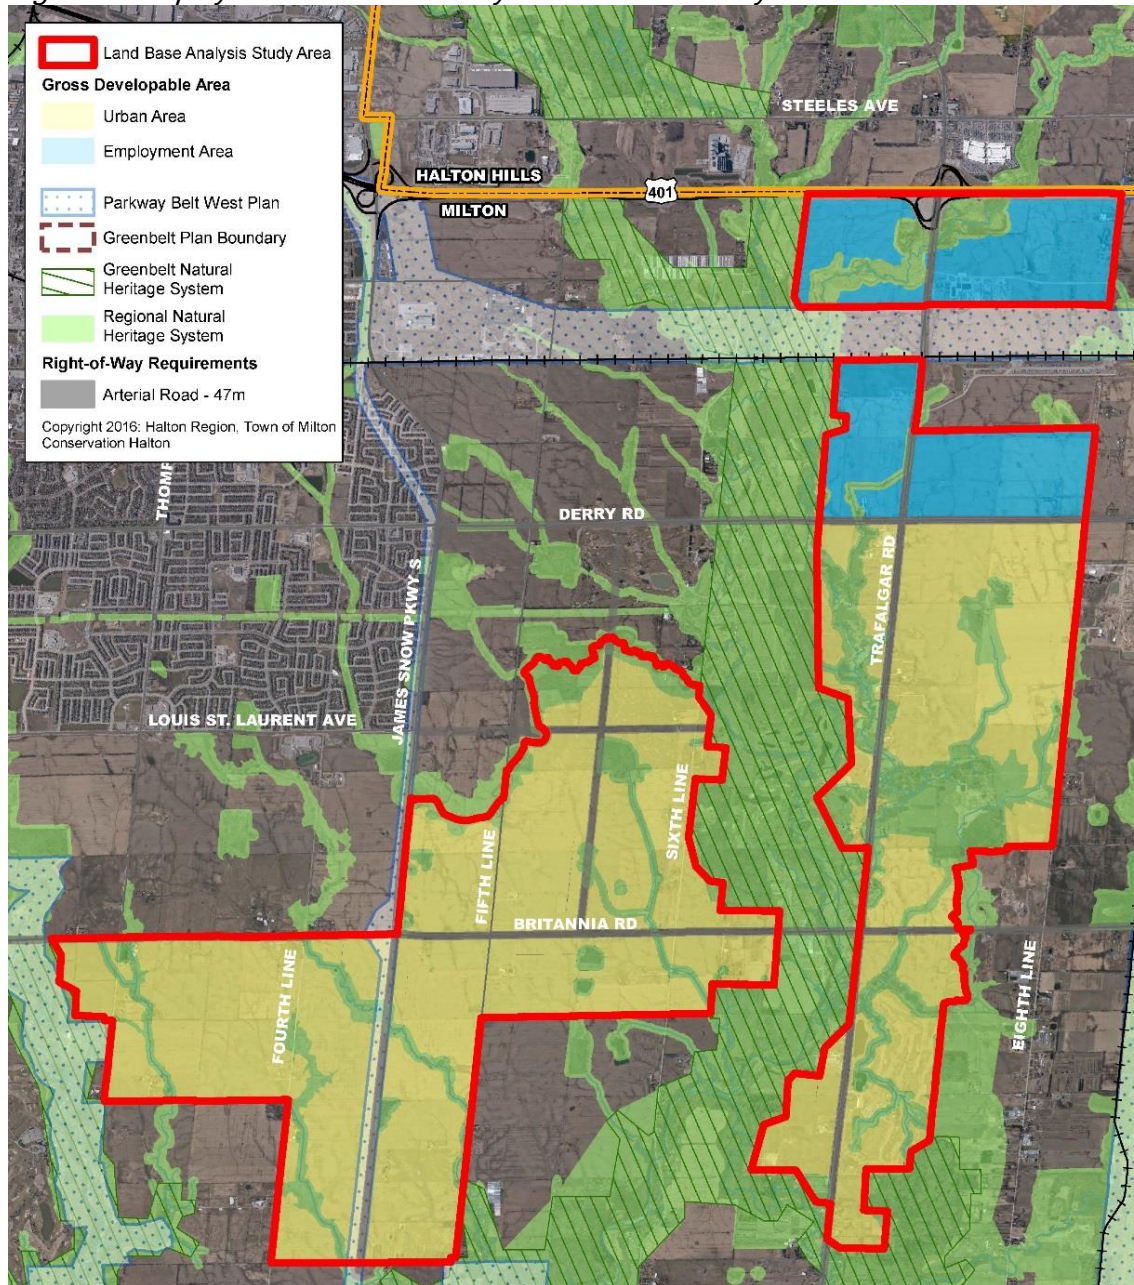 Land Base Analysis Study Area
Gross Developable Area
Urban Area
Employment Area
Parkway Belt West Plan
Greenbelt Plan Boundary
Greenbelt Natural
Heritage System
Regional Natural
Heritage System
Right-of-Way Requirements
Arterial Road - 47m
Copyright 2016: Halton Region, Town of Milton
Conservation Halton
STEELES AVE
HALTON HILLS
401
MILTON
DERRY RD
JAMES SNOW PKWY S
TRAFALGAR RD
LOUIS ST. LAURENT AVE
SIXTH LINE
FIFTH LINE
BRITANNIA RD
FOURTH LINE
EIGHTH LINE